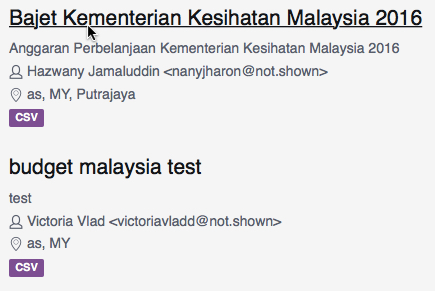 Bajet Kementerian Kesihatan Malaysia 2016
Anggaran Perbelanjaan Kementerian Kesihatan Malaysia 2016
Hazwany Jamaluddin <nanyjharon@not.shown>
as, MY, Putrajaya
CSV
budget malaysia test
test
Victoria Vlad <victoriavladd@not.shown>
as, MY
CSV